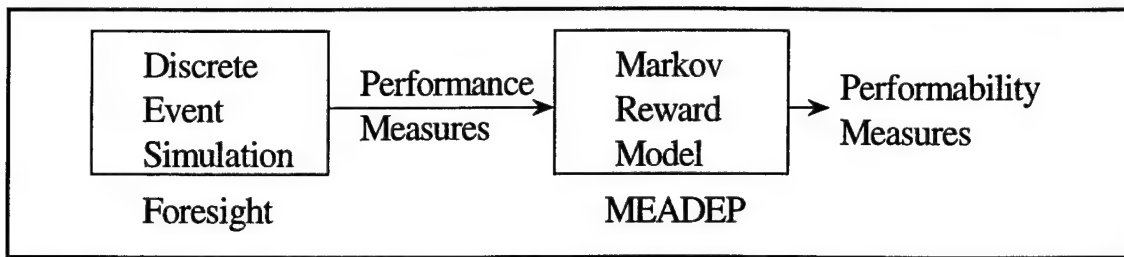 Discrete
Event
Simulation
Foresight
Performance
Measures
Markov
Reward
Model
MEADEP
Performability
Measures